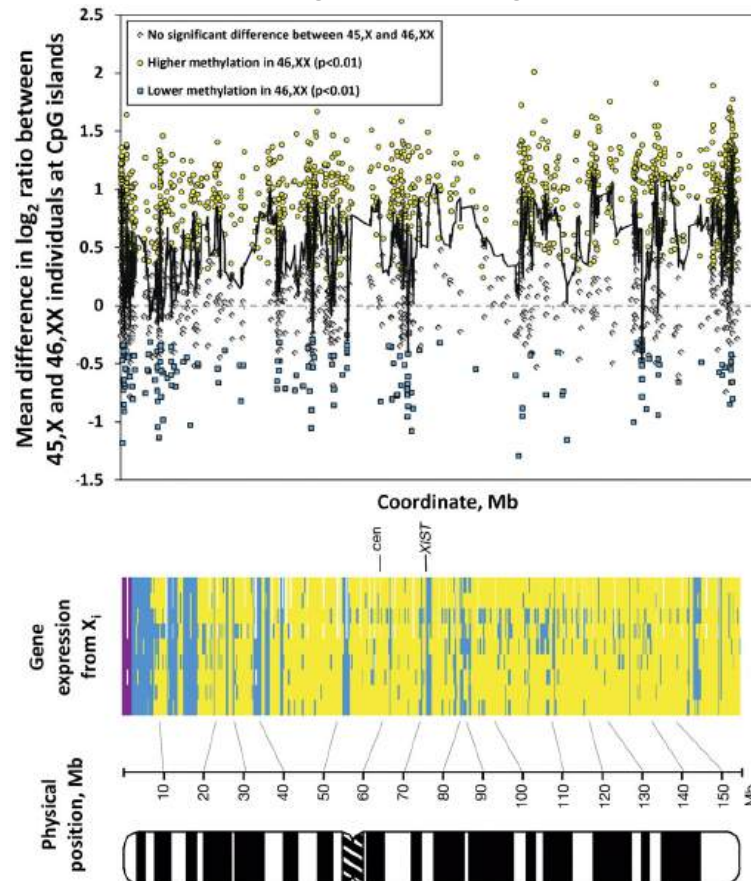 No significant difference between 45,X and 46,XX
Higher methylation in 46,XX (p<0.01)
Lower methylation in 46,XX (p<0.01)
Mean difference in log2 ratio between
45,X and 46,XX individuals at CpG islands
2.5
2
1.5
1
0.5
0
-0.5
-1
-1.5
Coordinate, Mb
cen
XIST
Gene
expression
from Xi
Physical
position, Mb
10
20
30
40
50
60
70
80
90
100
110
120
130
140
150
Mb